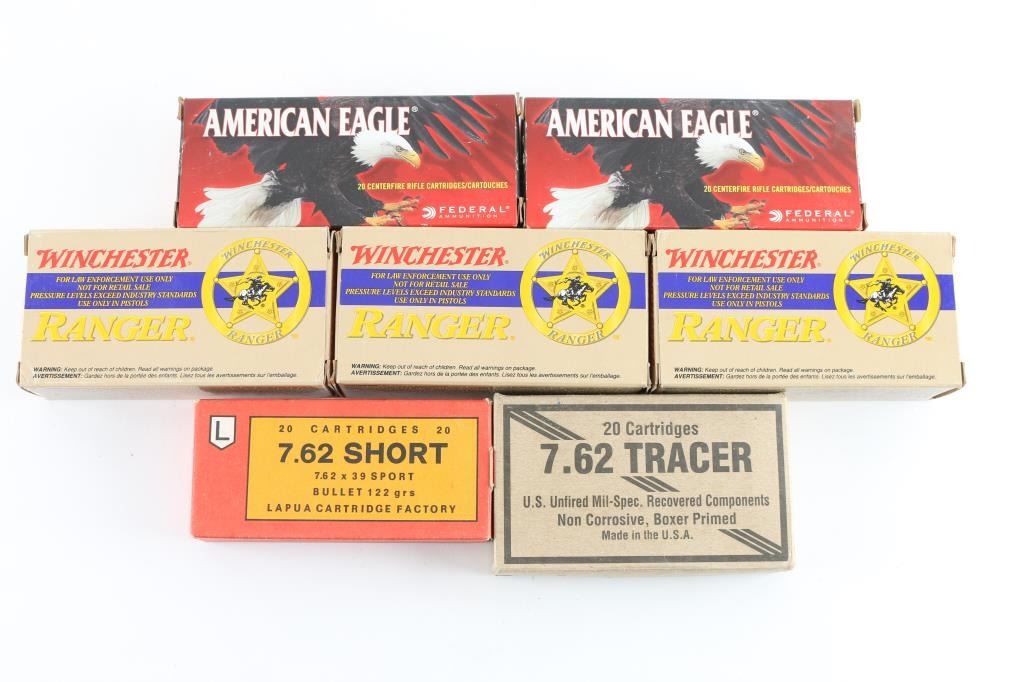 AMERICAN EAGLE®
20 CENTERFIRE RIFLE CARTRIDGES/CARTOUCHES
FEDERAL®
AMMUNITION
AMERICAN EAGLE®
20 CENTERFIRE RIFLE CARTRIDGES/CARTOUCHES
FEDERAL®
AMMUNITION
WINCHESTER®
FOR LAW ENFORCEMENT USE ONLY
NOT FOR RETAIL SALE
PRESSURE LEVELS EXCEED INDUSTRY STANDARDS
USE ONLY IN PISTOLS
RANGER®
WINCHESTER
RANGER™
WARNING: Keep out of reach of children. Read all warnings on package.
AVERTISSEMENT: Gardez hors de la portée des enfants. Lisez tous les avertissements sur l'emballage.
WINCHESTER®
FOR LAW ENFORCEMENT USE ONLY
NOT FOR RETAIL SALE
PRESSURE LEVELS EXCEED INDUSTRY STANDARDS
USE ONLY IN PISTOLS
RANGER®
WINCHESTER
RANGER™
WARNING: Keep out of reach of children. Read all warnings on package.
AVERTISSEMENT: Gardez hors de la portée des enfants. Lisez tous les avertissements sur l'emballage.
WINCHESTER®
FOR LAW ENFORCEMENT USE ONLY
NOT FOR RETAIL SALE
PRESSURE LEVELS EXCEED INDUSTRY STANDARDS
USE ONLY IN PISTOLS
RANGER®
WINCHESTER
RANGER™
WARNING: Keep out of reach of children. Read all warnings on package.
AVERTISSEMENT: Gardez hors de la portée des enfants. Lisez tous les avertissements sur l'emballage.
L
20 CARTRIDGES 20
7.62 SHORT
7.62 x 39 SPORT
BULLET 122 grs
LAPUA CARTRIDGE FACTORY
20 Cartridges
7.62 TRACER
U.S. Unfired Mil-Spec. Recovered Components
Non Corrosive, Boxer Primed
Made in the U.S.A.